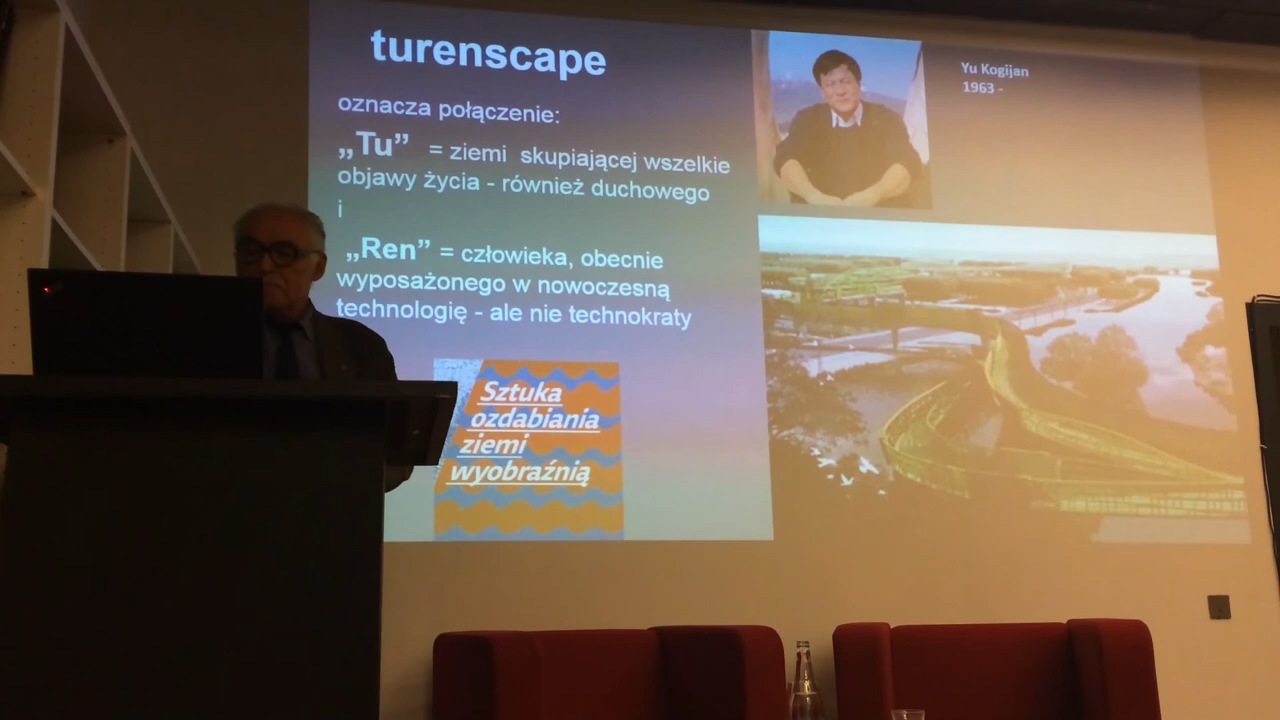 turenscape
oznacza połączenie:
„Tu” = ziemi skupiającej wszelkie
objawy życia - również duchowego
i
„Ren” = człowieka, obecnie
wyposażonego w nowoczesną
technologię - ale nie technokraty
Sztuka
ozdabiania
ziemi
wyobraźnią
Yu Kogijan
1963 -